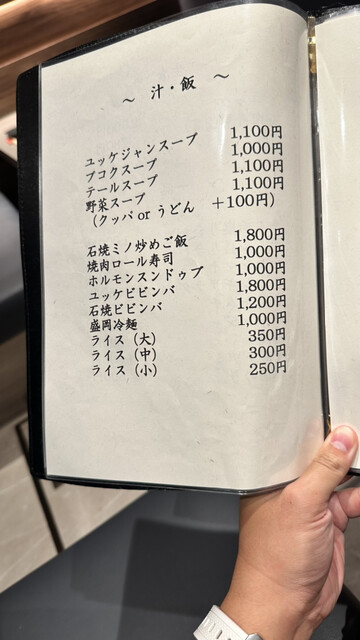 ～ 汁・飯 ～
ユッケジャンスープ 1,100円
プコクスープ 1,000円
テールスープ 1,100円
野菜スープ 1,100円
（クッパ or うどん ＋100円）
石焼ミノ炒めご飯 1,800円
焼肉ロール寿司 1,000円
ホルモンスンドゥブ 1,000円
ユッケビビンバ 1,800円
石焼ビビンバ 1,200円
盛岡冷麺 1,000円
ライス（大） 350円
ライス（中） 300円
ライス（小） 250円